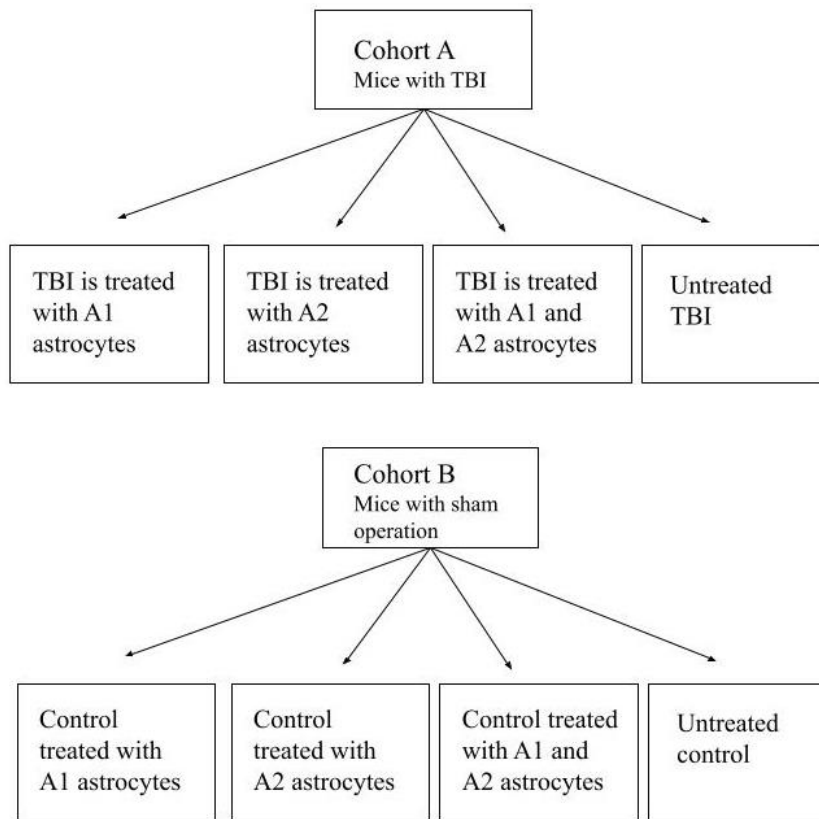 Cohort A
Mice with TBI
TBI is treated
with A1
astrocytes
TBI is treated
with A2
astrocytes
TBI is treated
with A1 and
A2 astrocytes
Untreated
TBI
Cohort B
Mice with sham
operation
Control
treated with
A1 astrocytes
Control
treated with
A2 astrocytes
Control treated
with A1 and
A2 astrocytes
Untreated
control